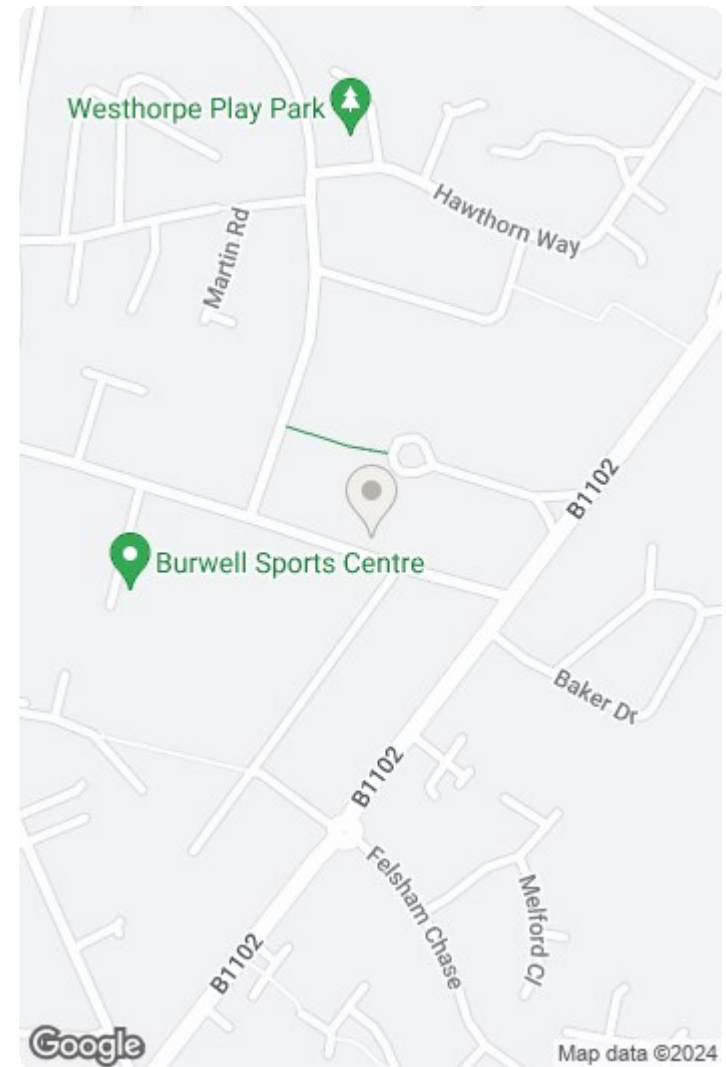 Westhorpe Play Park
Hawthorn Way
Martin Rd
B1102
Burwell Sports Centre
Baker Dr
B1102
Felsham Chase
Melford Cl
B1102
Google
Map data ©2024